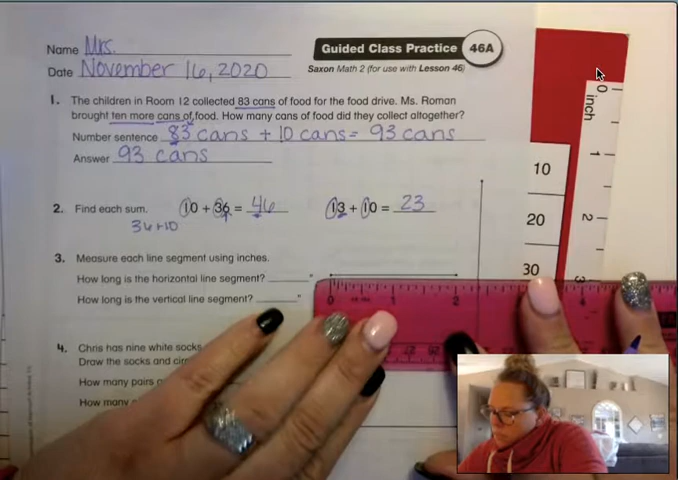 Name Mrs.
Guided Class Practice 46A
Date November 16, 2020
Saxon Math 2 (for use with Lesson 46)
1. The children in Room 12 collected 83 cans of food for the food drive. Ms. Roman
brought ten more cans of food. How many cans of food did they collect altogether?
Number sentence 83 cans + 10 cans = 93 cans
Answer 93 cans
2. Find each sum. 10 + 36 = 46 13 + 10 = 23
36+10
3. Measure each line segment using inches.
How long is the horizontal line segment? "
How long is the vertical line segment? "
4. Chris has nine white socks
Draw the socks and
How many pairs
How many
10
20
30
0 inch 1 2 3
0 1 2 4